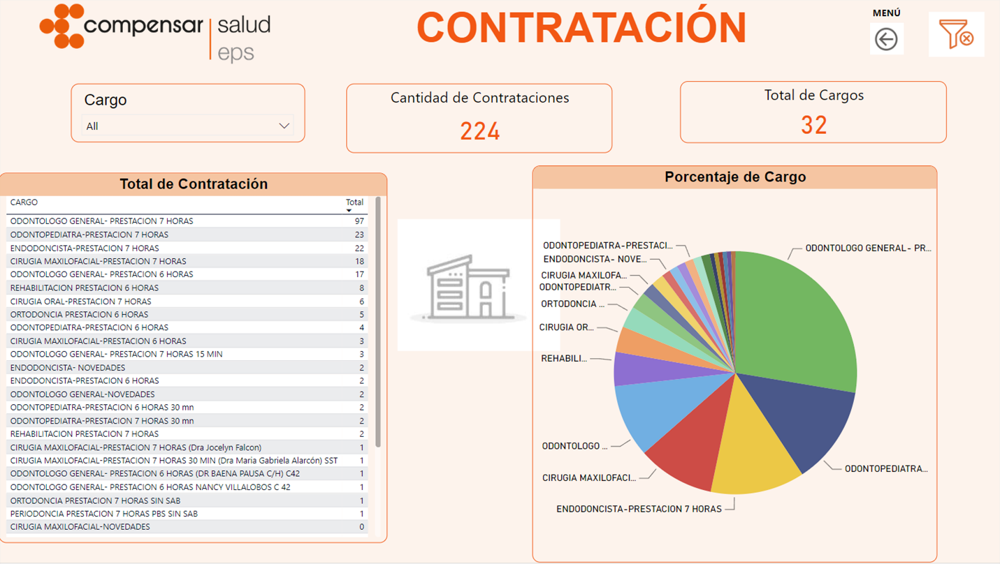 compensar salud
eps
CONTRATACIÓN
MENÚ
Cargo
All
Cantidad de Contrataciones
224
Total de Cargos
32
Total de Contratación
CARGO Total
ODONTOLOGO GENERAL- PRESTACION 7 HORAS 97
ODONTOPEDIATRA-PRESTACION 7 HORAS 23
ENDODONCISTA-PRESTACION 7 HORAS 22
CIRUGIA MAXILOFACIAL-PRESTACION 7 HORAS 18
ODONTOLOGO GENERAL- PRESTACION 6 HORAS 17
REHABILITACION PRESTACION 6 HORAS 8
CIRUGIA ORAL-PRESTACION 7 HORAS 6
ORTODONCIA PRESTACION 6 HORAS 5
ODONTOPEDIATRA-PRESTACION 6 HORAS 4
CIRUGIA MAXILOFACIAL-PRESTACION 6 HORAS 3
ODONTOLOGO GENERAL- PRESTACION 7 HORAS 15 MIN 3
ENDODONCISTA- NOVEDADES 2
ENDODONCISTA-PRESTACION 6 HORAS 2
ODONTOLOGO GENERAL-NOVEDADES 2
ODONTOPEDIATRA-PRESTACION 6 HORAS 30 mn 2
ODONTOPEDIATRA-PRESTACION 7 HORAS 30 mn 2
REHABILITACION PRESTACION 7 HORAS 2
CIRUGIA MAXILOFACIAL-PRESTACION 7 HORAS (Dra Jocelyn Falcon) 1
CIRUGIA MAXILOFACIAL-PRESTACION 7 HORAS 30 MIN (Dra Maria Gabriela Alarcón) SST 1
ODONTOLOGO GENERAL- PRESTACION 6 HORAS (DR BAENA PAUSA C/H) C42 1
ODONTOLOGO GENERAL- PRESTACION 6 HORAS NANCY VILLALOBOS C 42 1
ORTODONCIA PRESTACION 7 HORAS SIN SAB 1
PERIODONCIA PRESTACION 7 HORAS PBS SIN SAB 1
CIRUGIA MAXILOFACIAL-NOVEDADES 0
Porcentaje de Cargo
ODONTOPEDIATRA-PRESTACI...
ODONTOLOGO GENERAL- PR...
ENDODONCISTA- NOVE...
CIRUGIA MAXILOFA...
ODONTOPEDIATR...
ORTODONCIA ...
CIRUGIA OR...
REHABILI...
ODONTOLOGO ...
CIRUGIA MAXILOFACI...
ODONTOPEDIATRA...
ENDODONCISTA-PRESTACION 7 HORAS